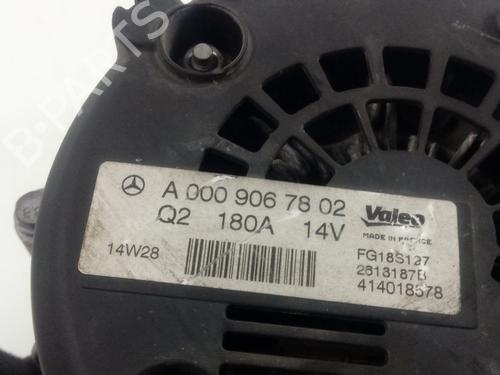 B-PARTS
A 000 906 78 02
Valeo
Q2 180A 14V
MADE IN FRANCE
14W28
FG18S127
2613187B
414018578